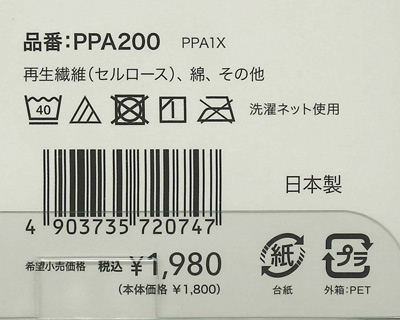 品番:PPA200 PPA1X
再生繊維(セルロース)、綿、その他
40 洗濯ネット使用
日本製
4 903735 720747
希望小売価格 税込 ¥1,980
(本体価格 ¥1,800)
紙
台紙
プラ
外箱:PET